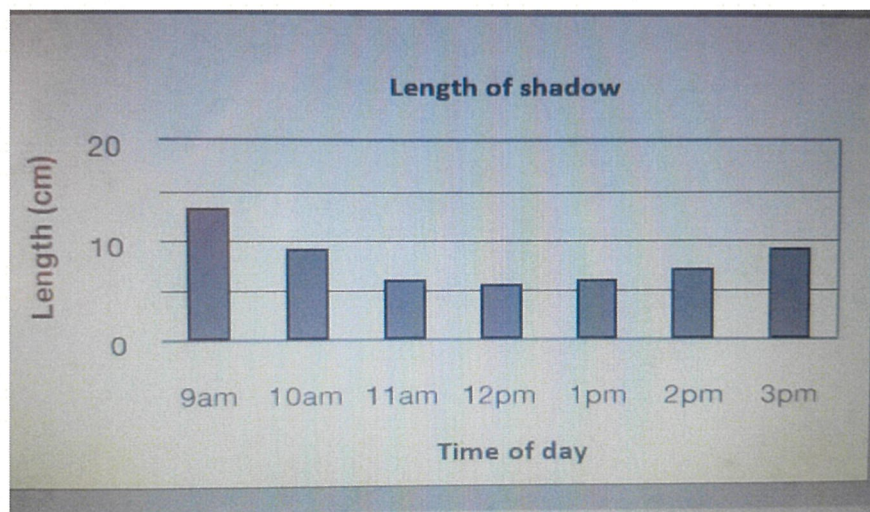 Length of shadow
Length (cm)
20
10
0
9am 10am 11am 12pm 1pm 2pm 3pm
Time of day